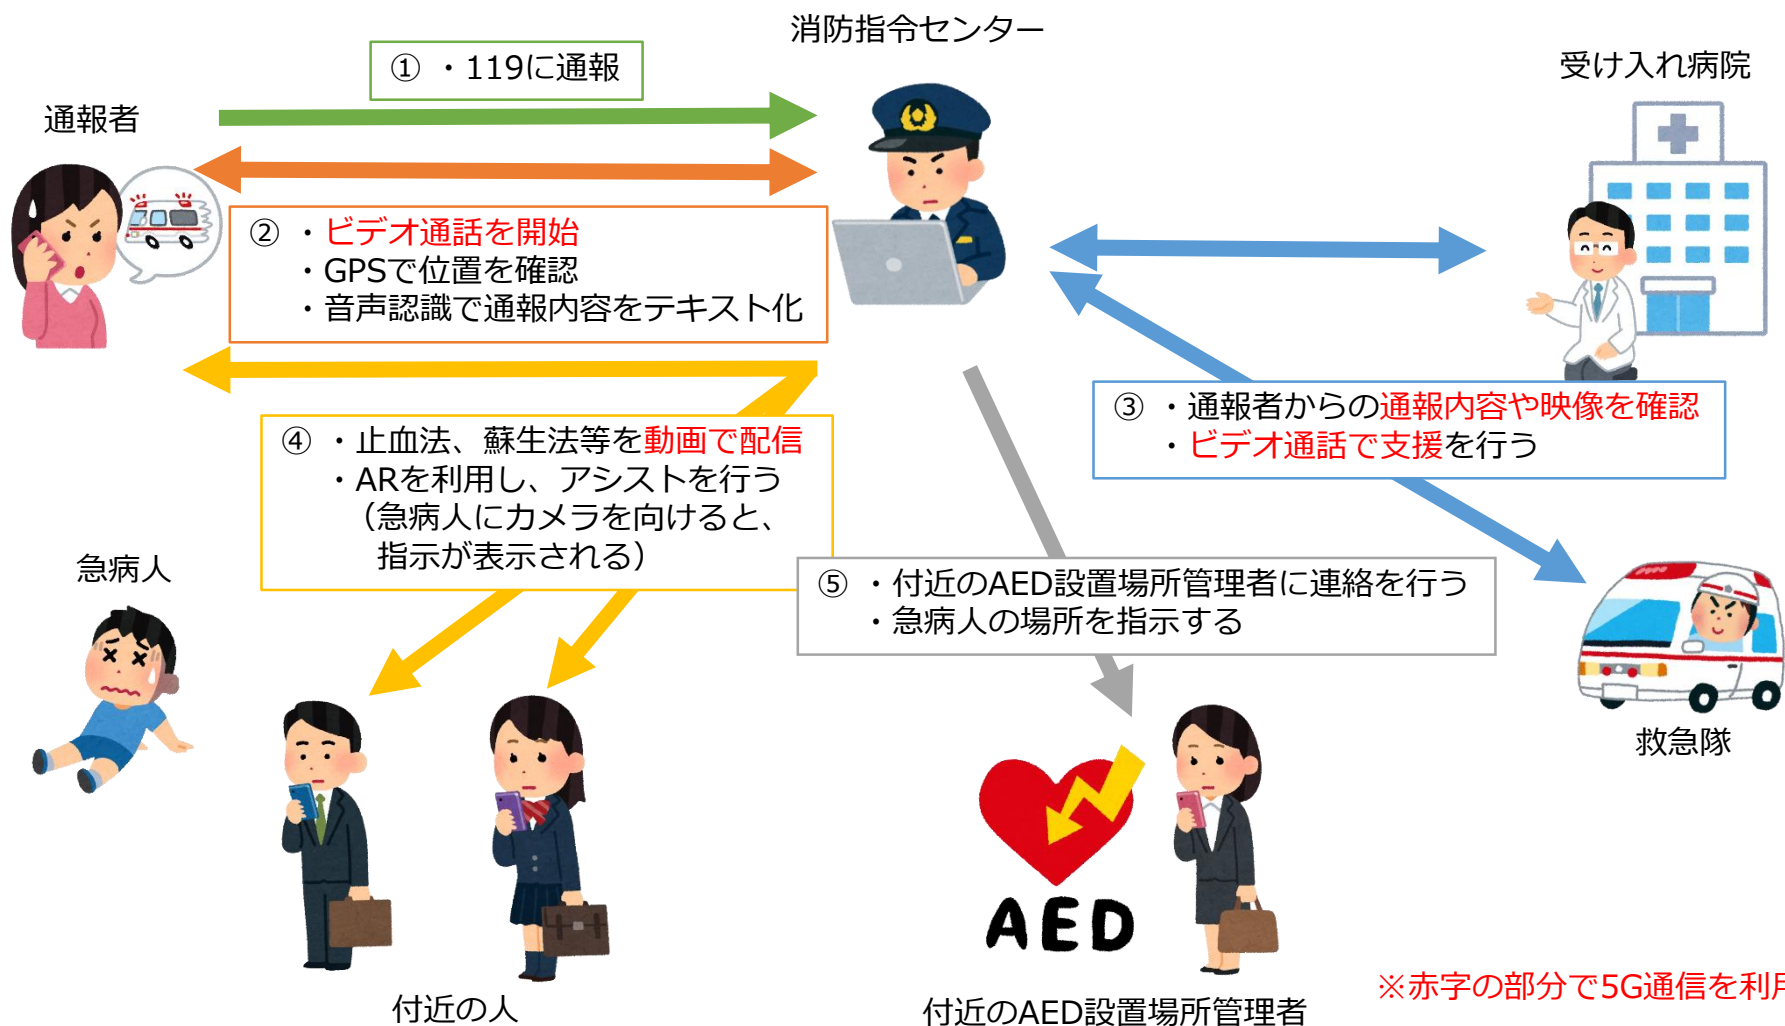 消防指令センター
① ・119に通報
受け入れ病院
通報者
② ・ビデオ通話を開始
・GPSで位置を確認
・音声認識で通報内容をテキスト化
③ ・通報者からの通報内容や映像を確認
・ビデオ通話で支援を行う
④ ・止血法、蘇生法等を動画で配信
・ARを利用し、アシストを行う
（急病人にカメラを向けると、
指示が表示される）
急病人
⑤ ・付近のAED設置場所管理者に連絡を行う
・急病人の場所を指示する
救急隊
AED
※赤字の部分で5G通信を利用
付近の人
付近のAED設置場所管理者